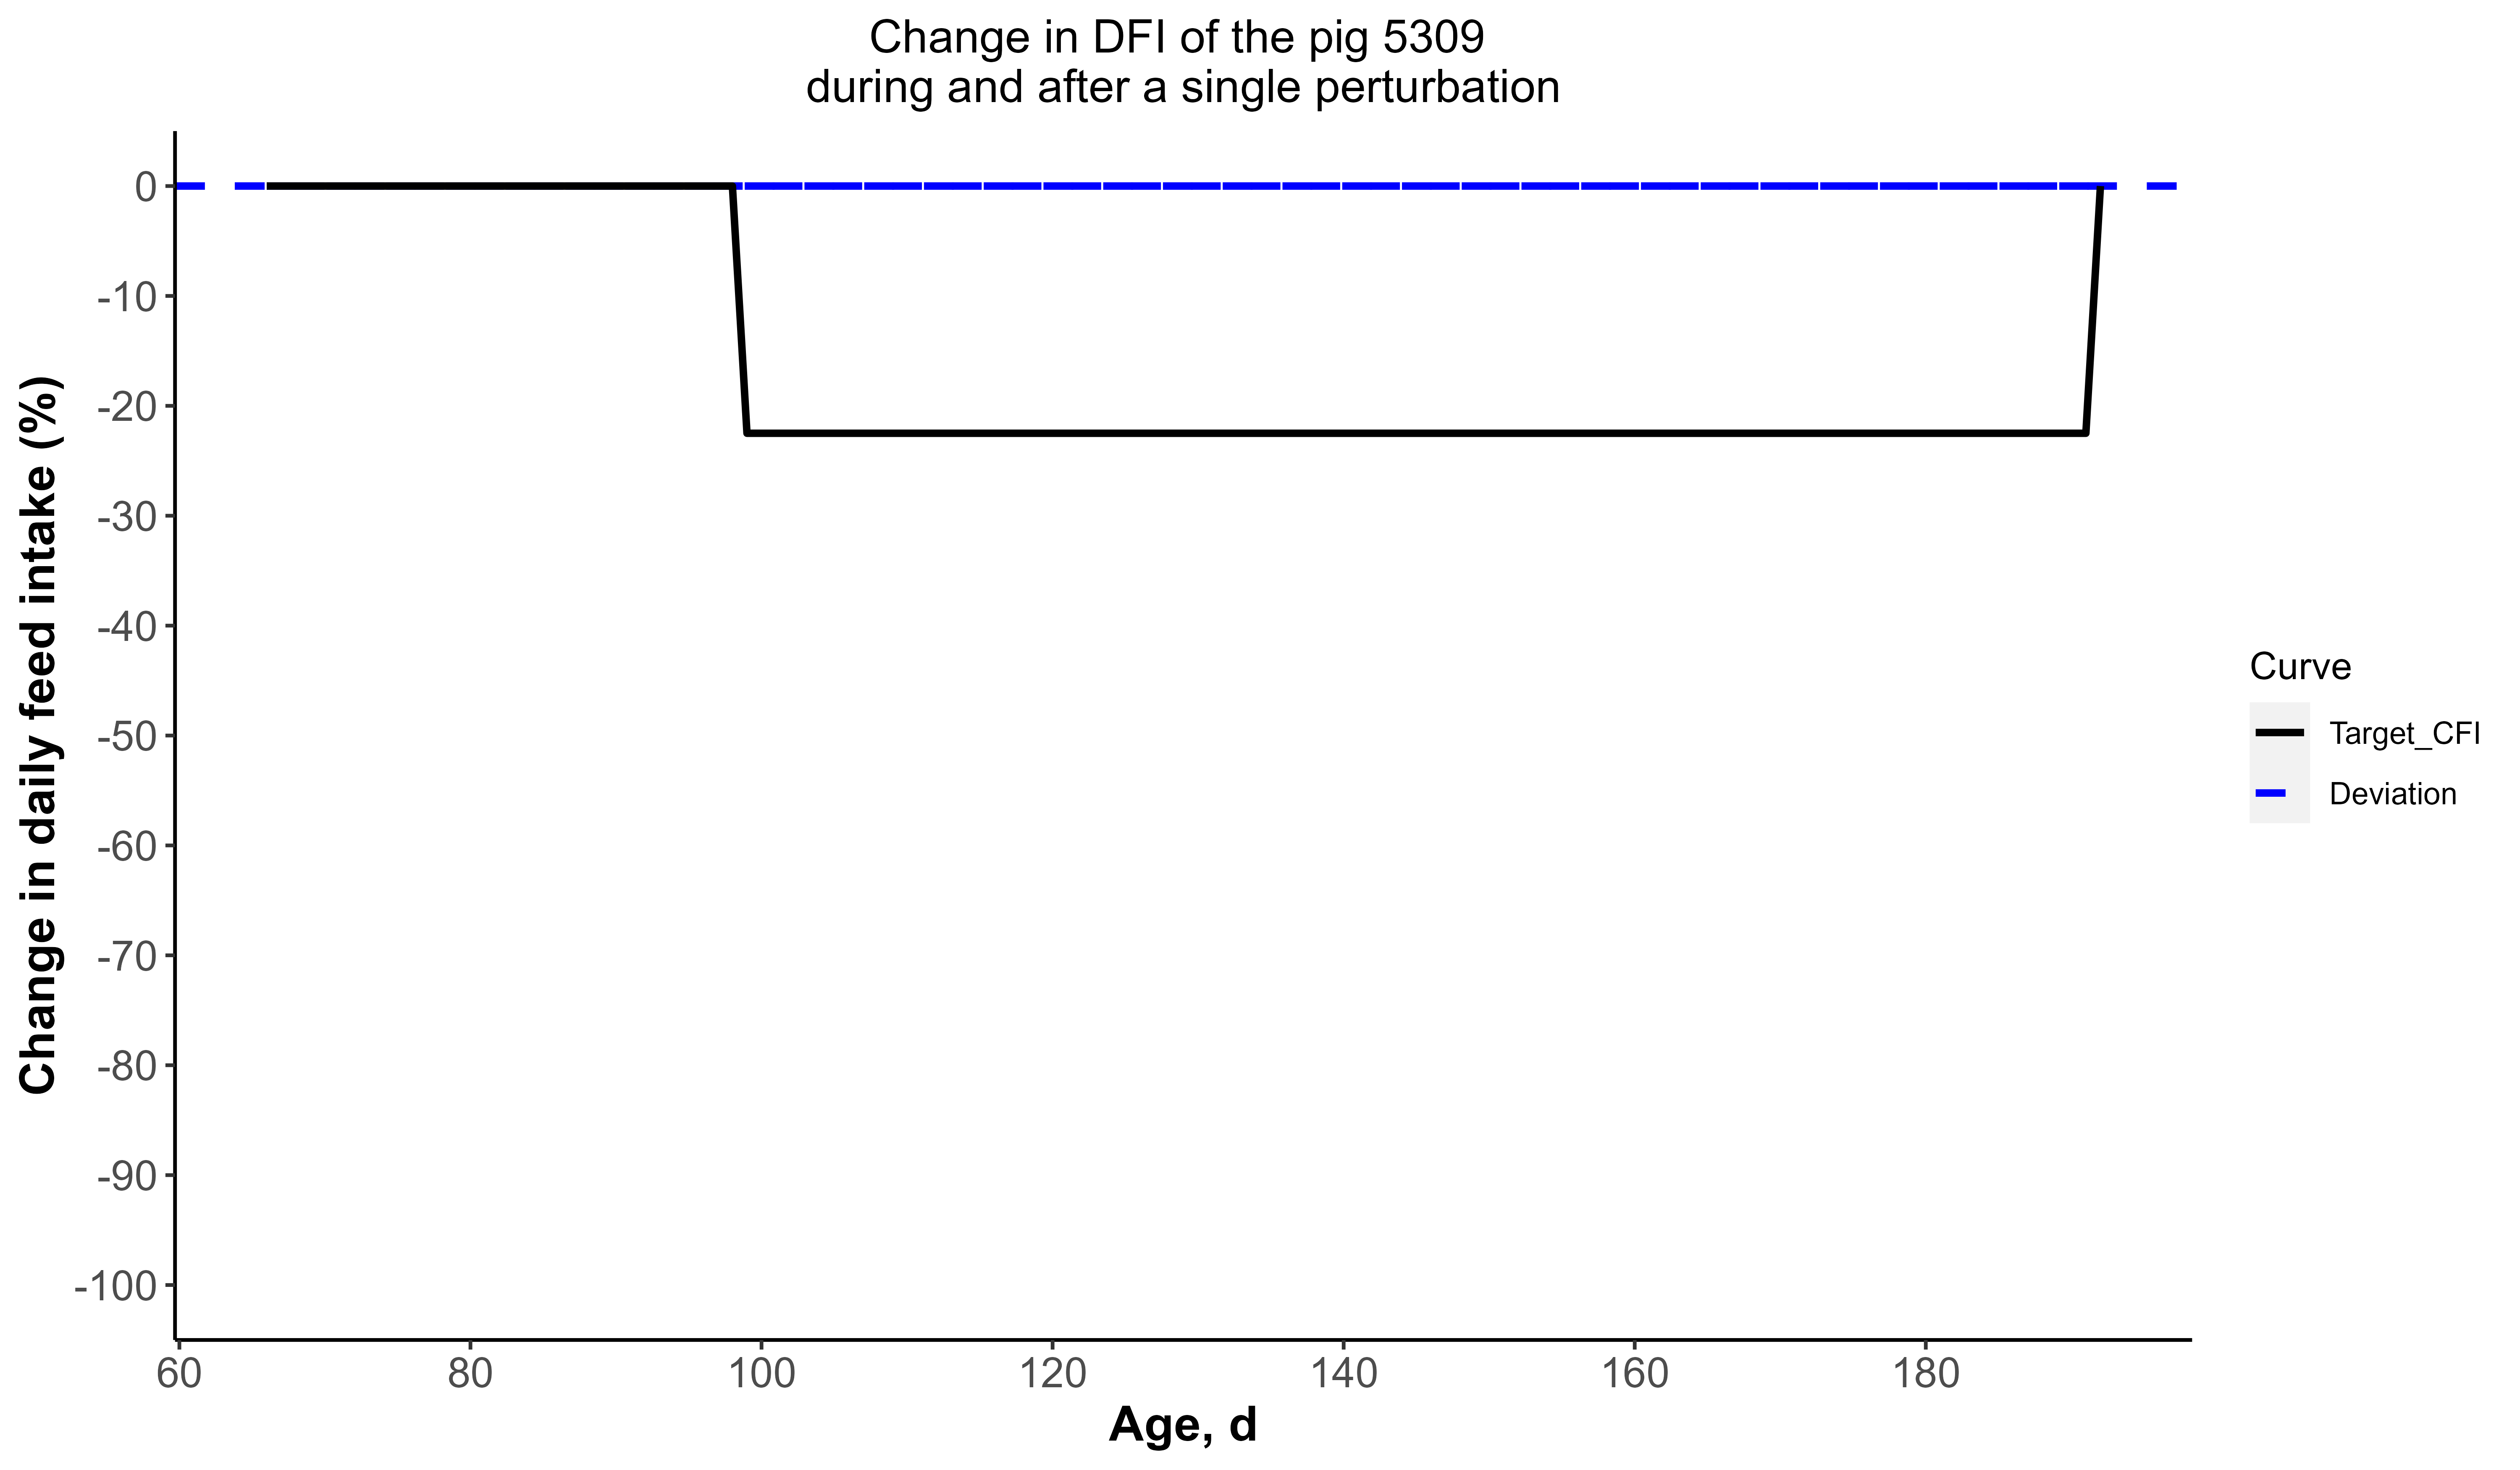 Change in DFI of the pig 5309
during and after a single perturbation
Change in daily feed intake (%)
0
-10
-20
-30
-40
-50
-60
-70
-80
-90
-100
60 80 100 120 140 160 180
Age, d
Curve
Target_CFI
Deviation